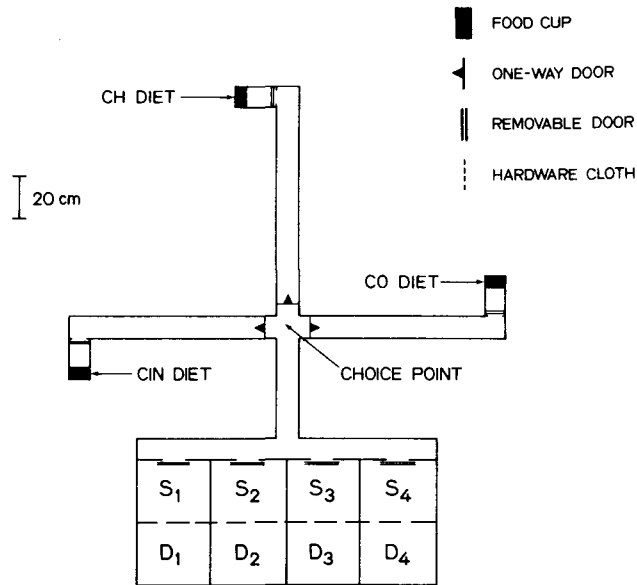 FOOD CUP
CH DIET
ONE-WAY DOOR
REMOVABLE DOOR
HARDWARE CLOTH
20 cm
CO DIET
CIN DIET
CHOICE POINT
S₁ S₂ S₃ S₄
D₁ D₂ D₃ D₄